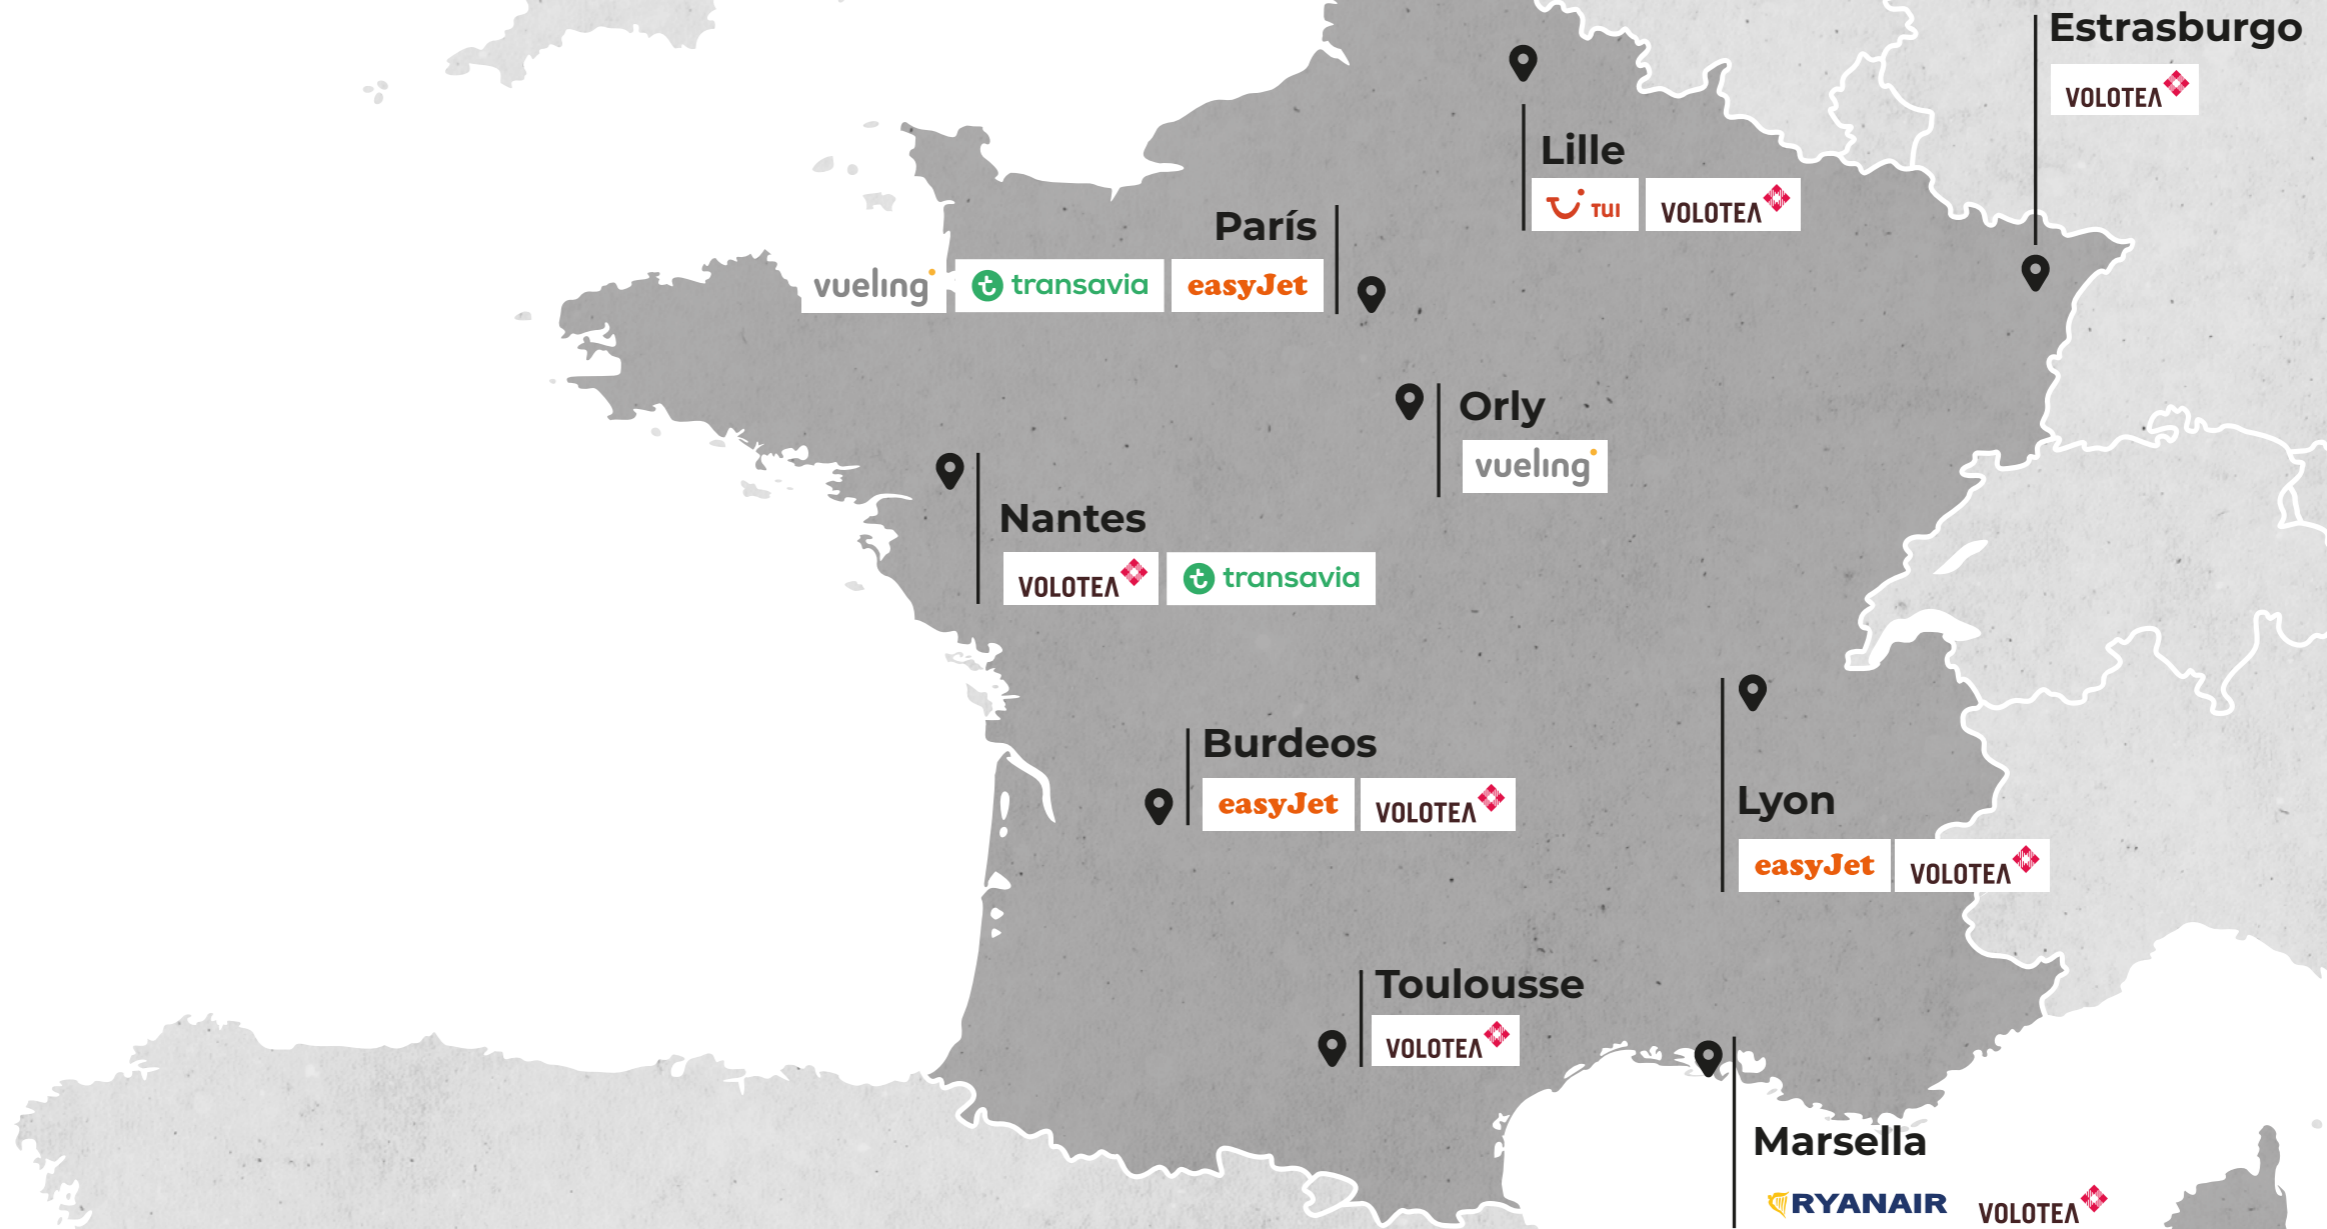 Estrasburgo
VOLOTEA
Lille
TUI VOLOTEA
París
vueling transavia easyJet
Orly
vueling
Nantes
VOLOTEA transavia
Burdeos
easyJet VOLOTEA
Lyon
easyJet VOLOTEA
Toulousse
VOLOTEA
Marsella
RYANAIR VOLOTEA